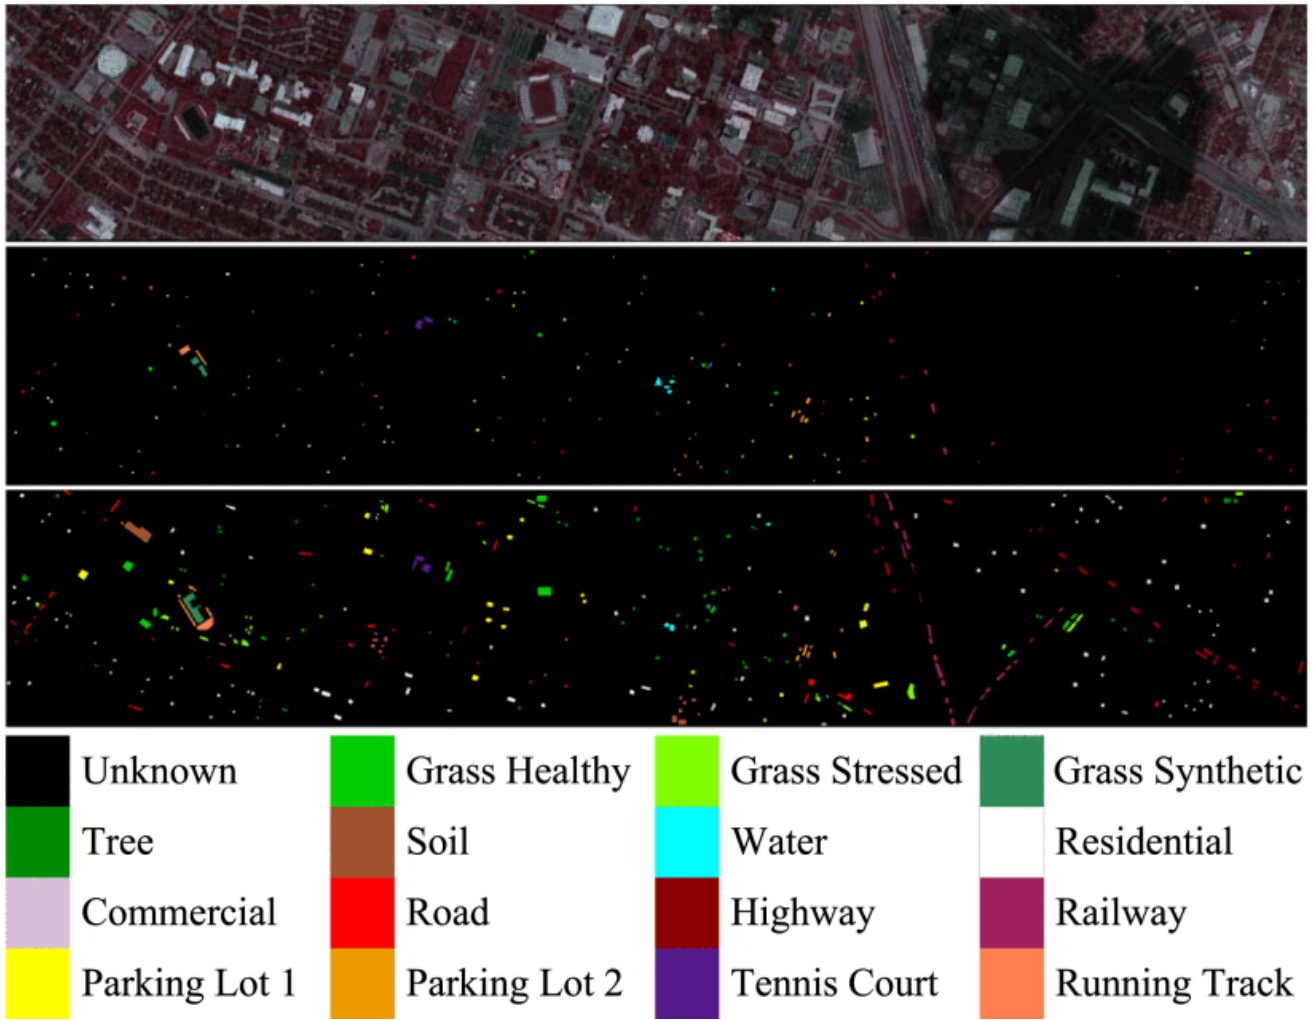 Unknown Grass Healthy Grass Stressed Grass Synthetic
Tree Soil Water Residential
Commercial Road Highway Railway
Parking Lot 1 Parking Lot 2 Tennis Court Running Track